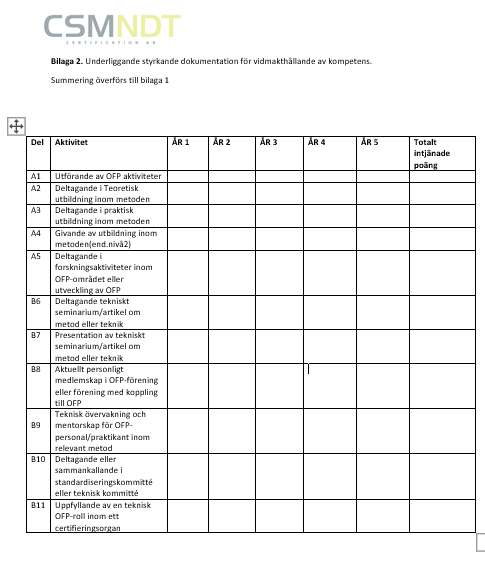 CSMNDT
CERTIFICATION AB
Bilaga 2. Underliggande styrkande dokumentation för vidmakthållande av kompetens.
Summering överförs till bilaga 1
Del Aktivitet ÅR 1 ÅR 2 ÅR 3 ÅR 4 ÅR 5 Totalt
intjänade
poäng
A1 Utförande av OFP aktiviteter
A2 Deltagande i Teoretisk
utbildning inom metoden
A3 Deltagande i praktisk
utbildning inom metoden
A4 Givande av utbildning inom
metoden(end.nivå2)
A5 Deltagande i
forskningsaktiviteter inom
OFP-området eller
utveckling av OFP
B6 Deltagande tekniskt
seminarium/artikel om
metod eller teknik
B7 Presentation av tekniskt
seminarium/artikel om
metod eller teknik
B8 Aktuellt personligt
medlemskap i OFP-förening
eller förening med koppling
till OFP
Teknisk övervakning och
B9 mentorskap för OFP-
personal/praktikant inom
relevant metod
B10 Deltagande eller
sammankallande i
standardiseringskommitté
eller teknisk kommitté
B11 Uppfyllande av en teknisk
OFP-roll inom ett
certifieringsorgan